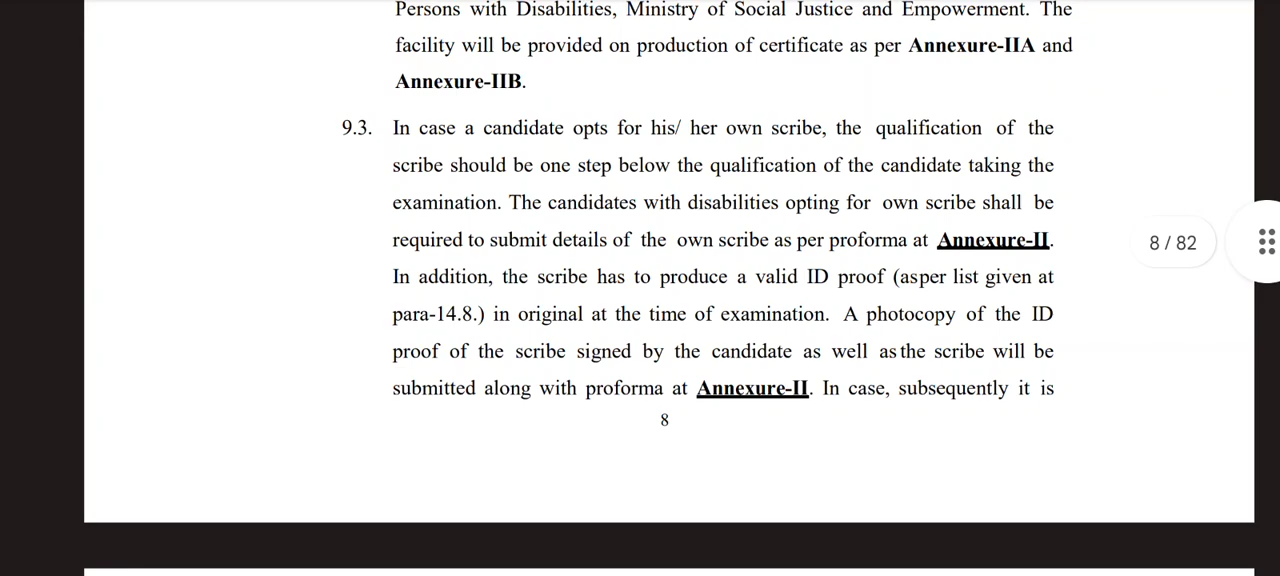 Persons with Disabilities, Ministry of Social Justice and Empowerment. The
facility will be provided on production of certificate as per Annexure-IIA and
Annexure-IIB.
9.3. In case a candidate opts for his/ her own scribe, the qualification of the
scribe should be one step below the qualification of the candidate taking the
examination. The candidates with disabilities opting for own scribe shall be
required to submit details of the own scribe as per proforma at Annexure-II.
In addition, the scribe has to produce a valid ID proof (asper list given at
para-14.8.) in original at the time of examination. A photocopy of the ID
proof of the scribe signed by the candidate as well as the scribe will be
submitted along with proforma at Annexure-II. In case, subsequently it is
8
8 / 82